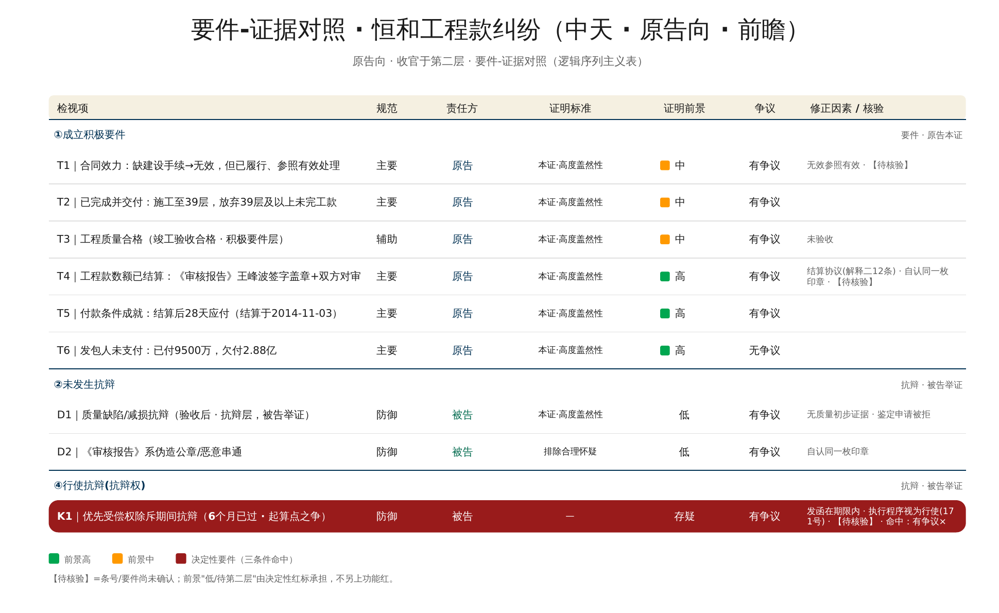 要件-证据对照 · 恒和工程款纠纷（中天 · 原告向 · 前瞻）
原告向 · 收官于第二层 · 要件-证据对照（逻辑序列主义表）
检视项 规范 责任方 证明标准 证明前景 争议 修正因素 / 核验
①成立积极要件 要件 · 原告本证
T1｜合同效力：缺建设手续→无效，但已履行、参照有效处理 主要 原告 本证·高度盖然性 中 有争议 无效参照有效 · 【待核验】
T2｜已完成并交付：施工至39层，放弃39层及以上未完工款 主要 原告 本证·高度盖然性 中 有争议
T3｜工程质量合格（竣工验收合格 · 积极要件层） 辅助 原告 本证·高度盖然性 中 有争议 未验收
T4｜工程款数额已结算：《审核报告》王峰波签字盖章+双方对审 主要 原告 本证·高度盖然性 高 有争议 结算协议(解释二12条) · 自认同一枚
印章 · 【待核验】
T5｜付款条件成就：结算后28天应付（结算于2014-11-03） 主要 原告 本证·高度盖然性 高 有争议
T6｜发包人未支付：已付9500万，欠付2.88亿 主要 原告 本证·高度盖然性 高 无争议
②未发生抗辩 抗辩 · 被告举证
D1｜质量缺陷/减损抗辩（验收后 · 抗辩层，被告举证） 防御 被告 本证·高度盖然性 低 有争议 无质量初步证据 · 鉴定申请被拒
D2｜《审核报告》系伪造公章/恶意串通 防御 被告 排除合理怀疑 低 有争议 自认同一枚印章
④行使抗辩(抗辩权) 抗辩 · 被告举证
K1｜优先受偿权除斥期间抗辩（6个月已过 · 起算点之争） 防御 被告 — 存疑 有争议 发函在期限内 · 执行程序视为行使(17
1号) · 【待核验】 · 命中：有争议×
前景高 前景中 决定性要件（三条件命中）
【待核验】=条号/要件尚未确认；前景"低/待第二层"由决定性红标承担，不另上功能红。